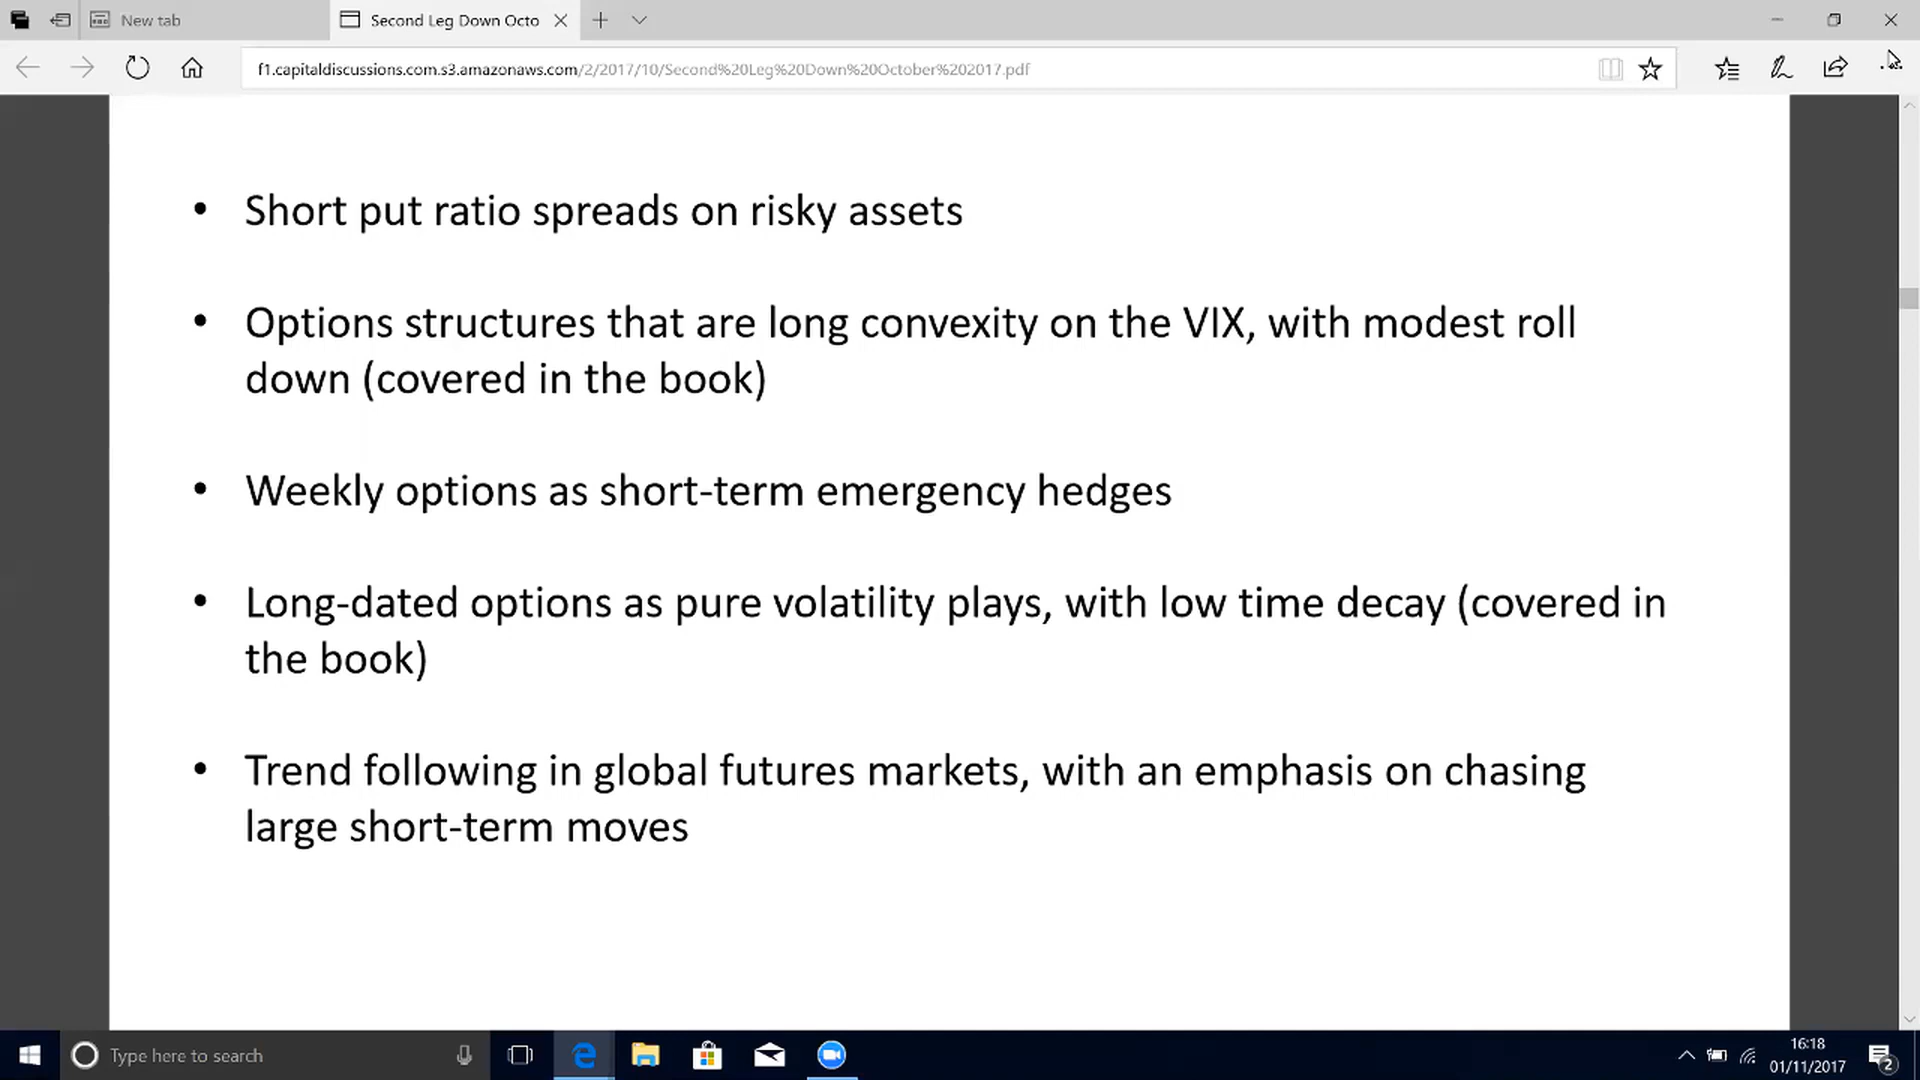 New tab
Second Leg Down Octo
f1.capitaldiscussions.com.s3.amazonaws.com/2/2017/10/Second%20Leg%20Down%20October%202017.pdf
• Short put ratio spreads on risky assets
• Options structures that are long convexity on the VIX, with modest roll
down (covered in the book)
• Weekly options as short-term emergency hedges
• Long-dated options as pure volatility plays, with low time decay (covered in
the book)
• Trend following in global futures markets, with an emphasis on chasing
large short-term moves
Type here to search
16:18
01/11/2017
2